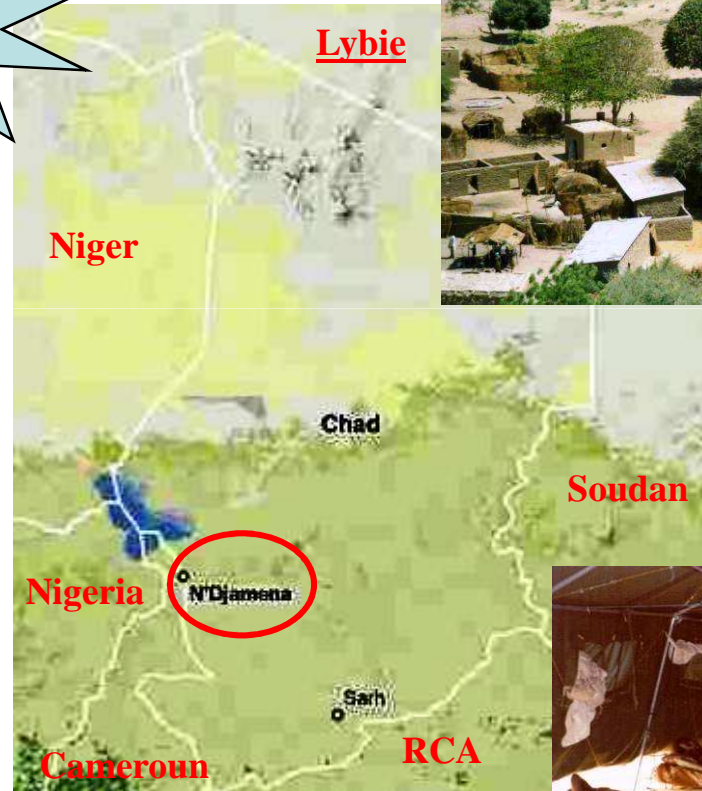 Lybie
Niger
Chad
Soudan
Nigeria
N'Djamena
Sarh
RCA
Cameroun